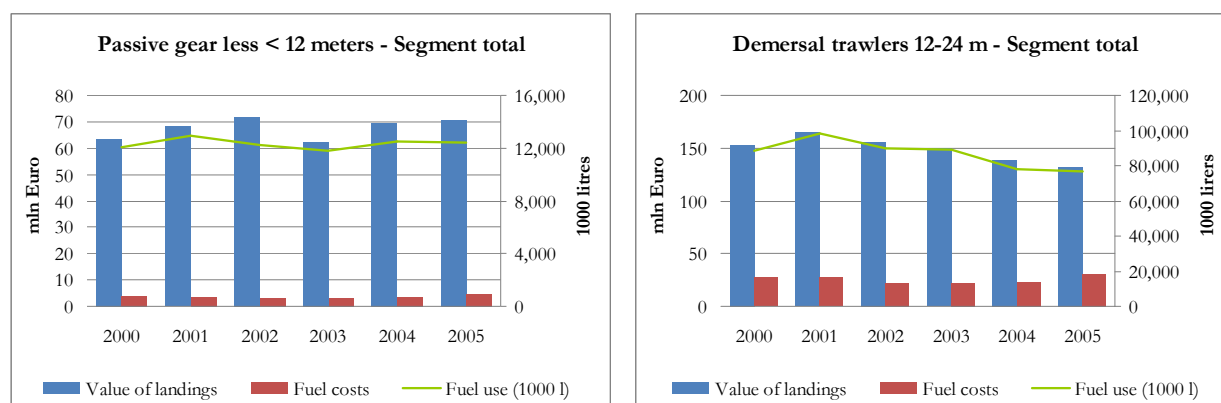 Passive gear less < 12 meters - Segment total
80
70
60
50
40
30
20
10
0
mln Euro
16,000
12,000
8,000
4,000
0
1000 litres
2000 2001 2002 2003 2004 2005
Value of landings Fuel costs Fuel use (1000 l)
Demersal trawlers 12-24 m - Segment total
200
150
100
50
0
mln Euro
120,000
100,000
80,000
60,000
40,000
20,000
0
1000 lirers
2000 2001 2002 2003 2004 2005
Value of landings Fuel costs Fuel use (1000 l)